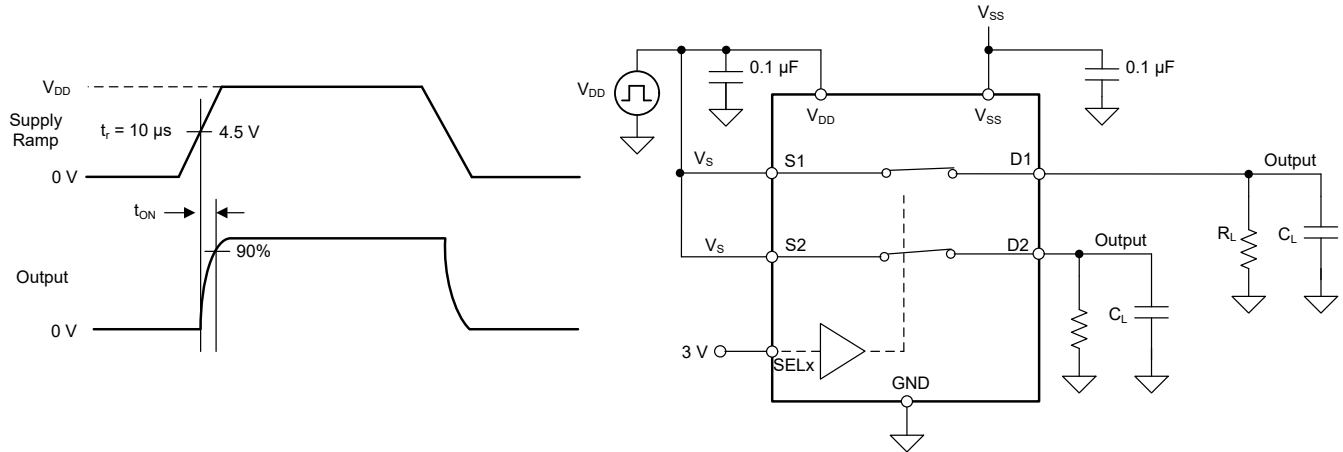 V_DD
Supply
Ramp
t_r = 10 µs
4.5 V
0 V
t_ON
90%
Output
0 V
V_SS
V_DD
0.1 µF
0.1 µF
V_DD
V_SS
V_S
S1
D1
Output
V_S
S2
D2
Output
R_L
C_L
C_L
3 V
SELx
GND